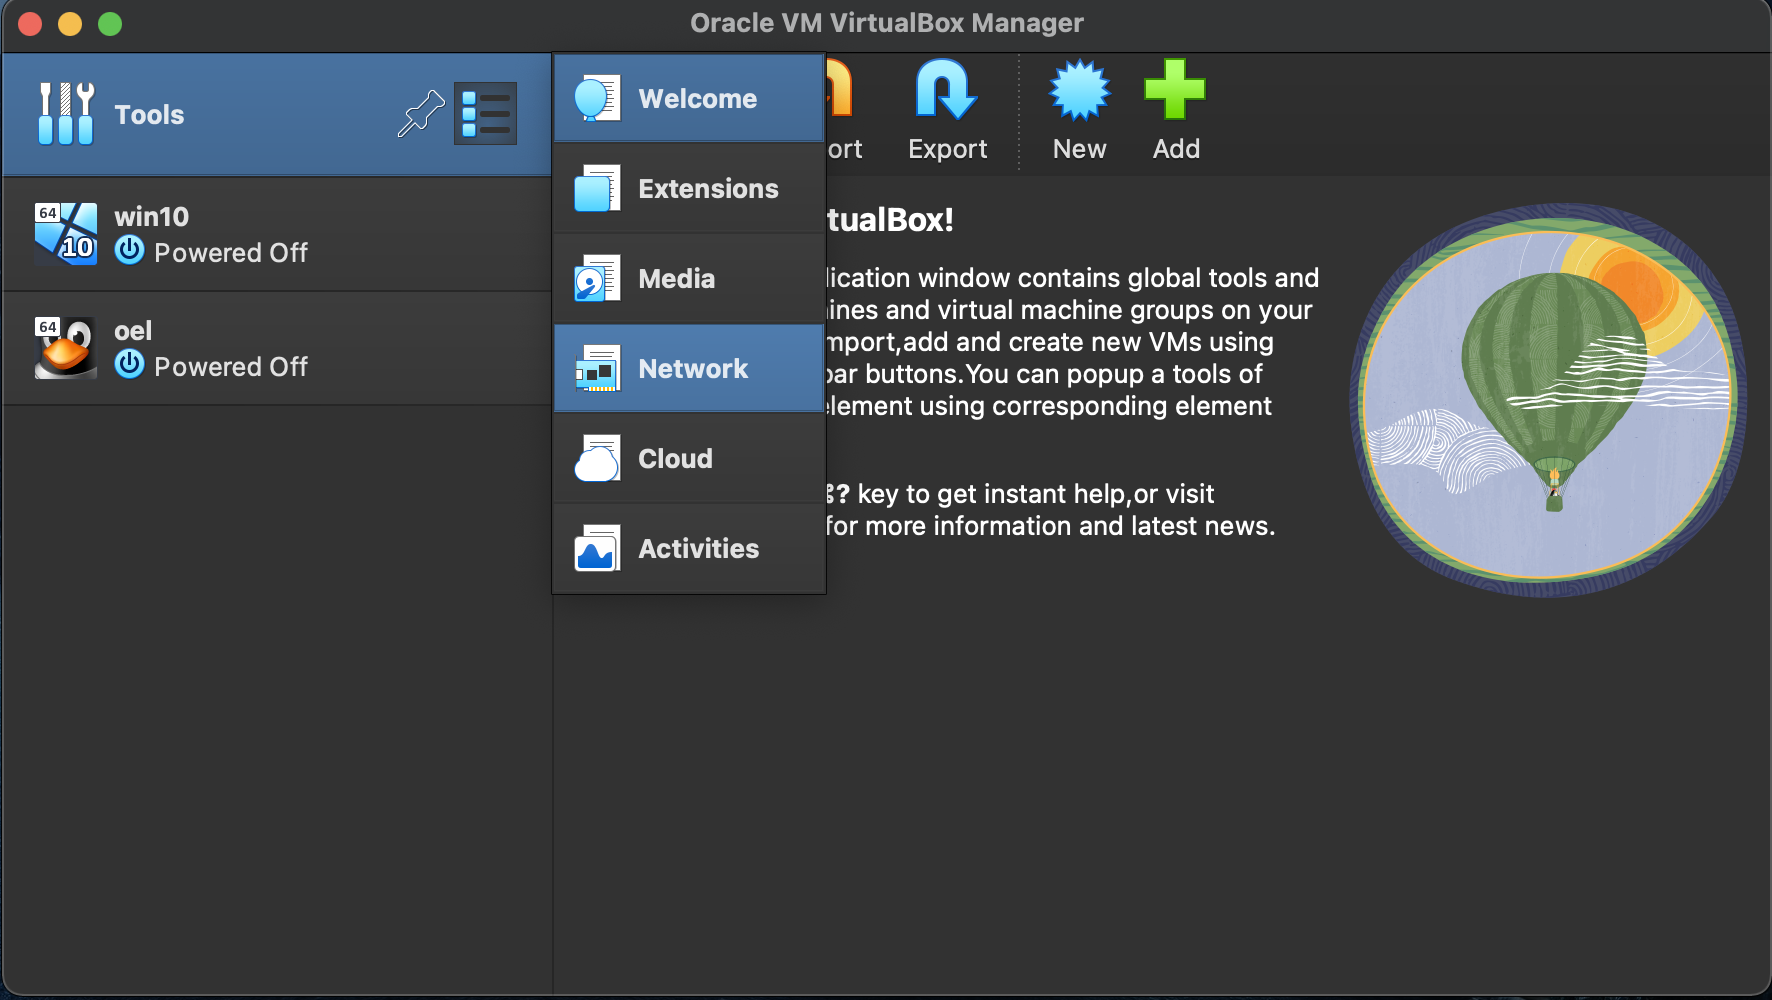 Oracle VM VirtualBox Manager
Tools
Welcome
Extensions
Media
Network
Cloud
Activities
64
10
win10
Powered Off
64
oel
Powered Off
ort
Export
New
Add
tualBox!
lication window contains global tools and
ines and virtual machine groups on your
mport,add and create new VMs using
bar buttons.You can popup a tools of
element using corresponding element
? key to get instant help,or visit
for more information and latest news.